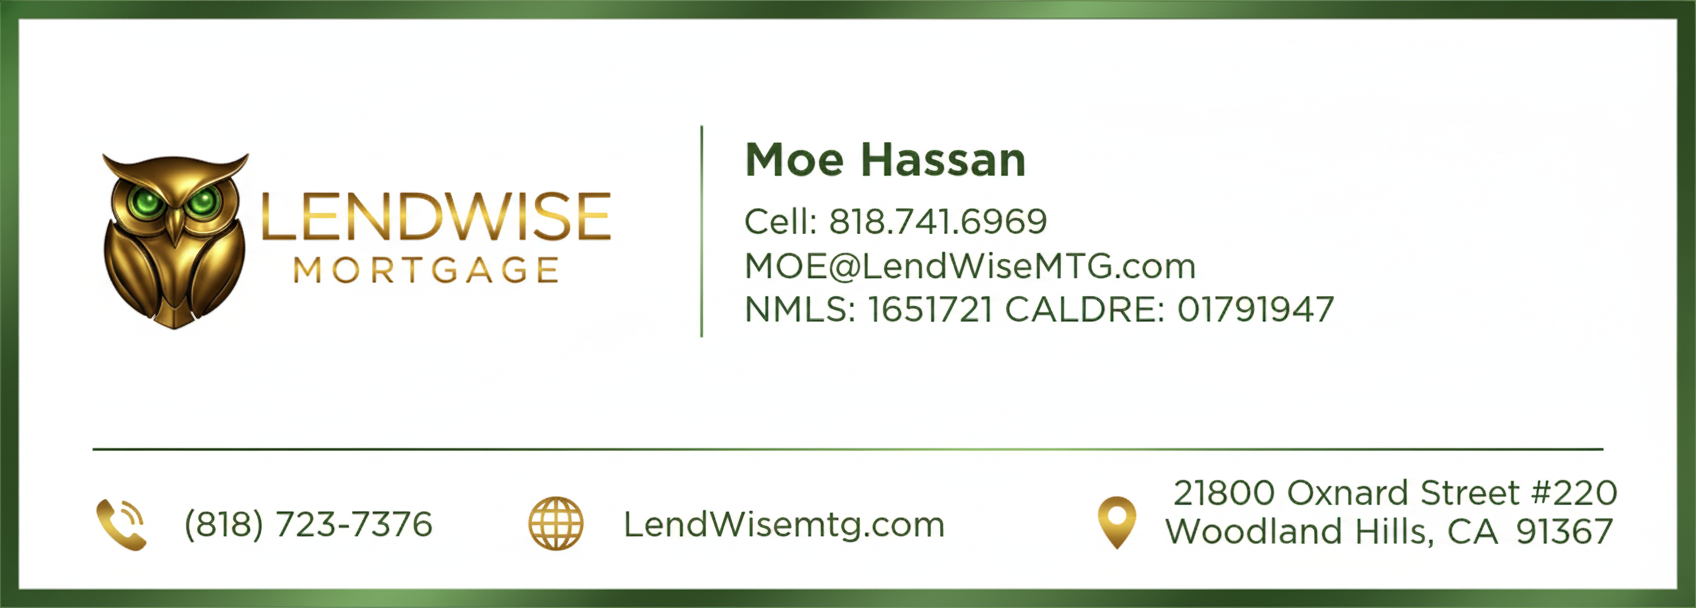 LENDWISE
MORTGAGE
Moe Hassan
Cell: 818.741.6969
MOE@LendWiseMTG.com
NMLS: 1651721 CALDRE: 01791947
(818) 723-7376
LendWisemtg.com
21800 Oxnard Street #220
Woodland Hills, CA 91367